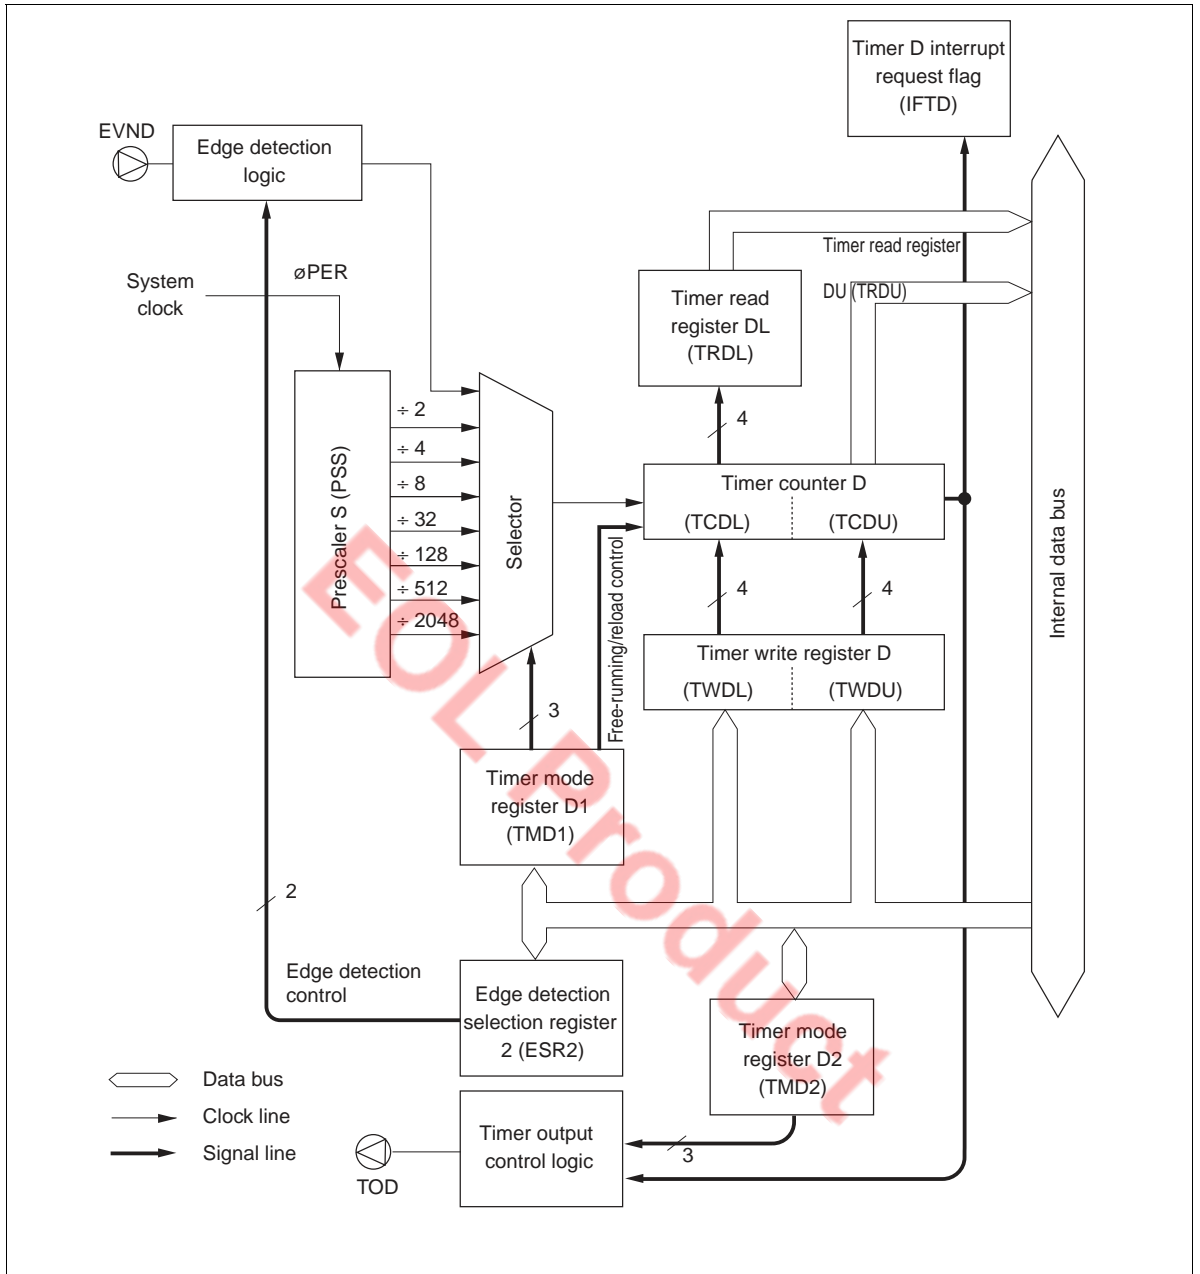 Timer D interrupt
request flag
(IFTD)
EVND
Edge detection
logic
System
clock
øPER
Timer read register
DU (TRDU)
Timer read
register DL
(TRDL)
Prescaler S (PSS)
÷ 2
÷ 4
÷ 8
÷ 32
÷ 128
÷ 512
÷ 2048
Selector
4
Timer counter D
(TCDL)
(TCDU)
4
4
Timer write register D
(TWDL)
(TWDU)
Free-running/reload control
3
Timer mode
register D1
(TMD1)
Internal data bus
2
Edge detection
control
Edge detection
selection register
2 (ESR2)
Timer mode
register D2
(TMD2)
3
Timer output
control logic
TOD
Data bus
Clock line
Signal line
EOL Product